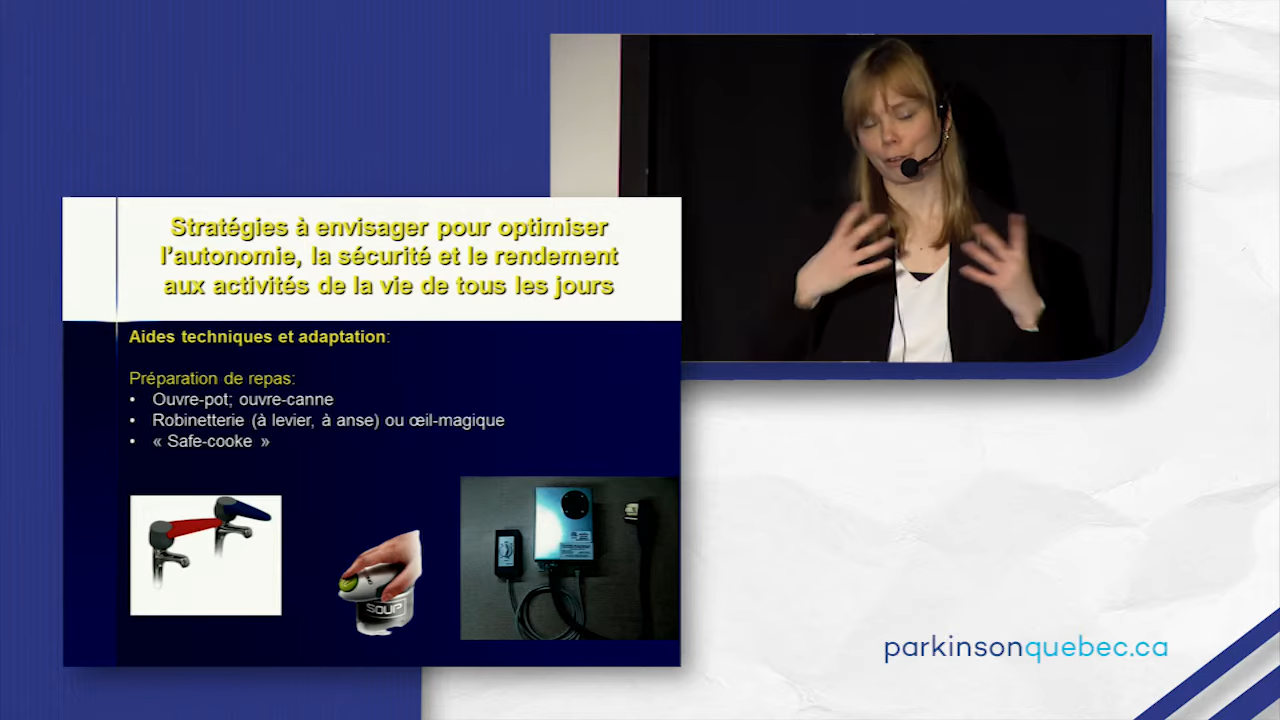 Stratégies à envisager pour optimiser
l'autonomie, la sécurité et le rendement
aux activités de la vie de tous les jours
Aides techniques et adaptation:
Préparation de repas:
• Ouvre-pot; ouvre-canne
• Robinetterie (à levier, à anse) ou œil-magique
• « Safe-cooke »
SOUP
parkinsonquebec.ca